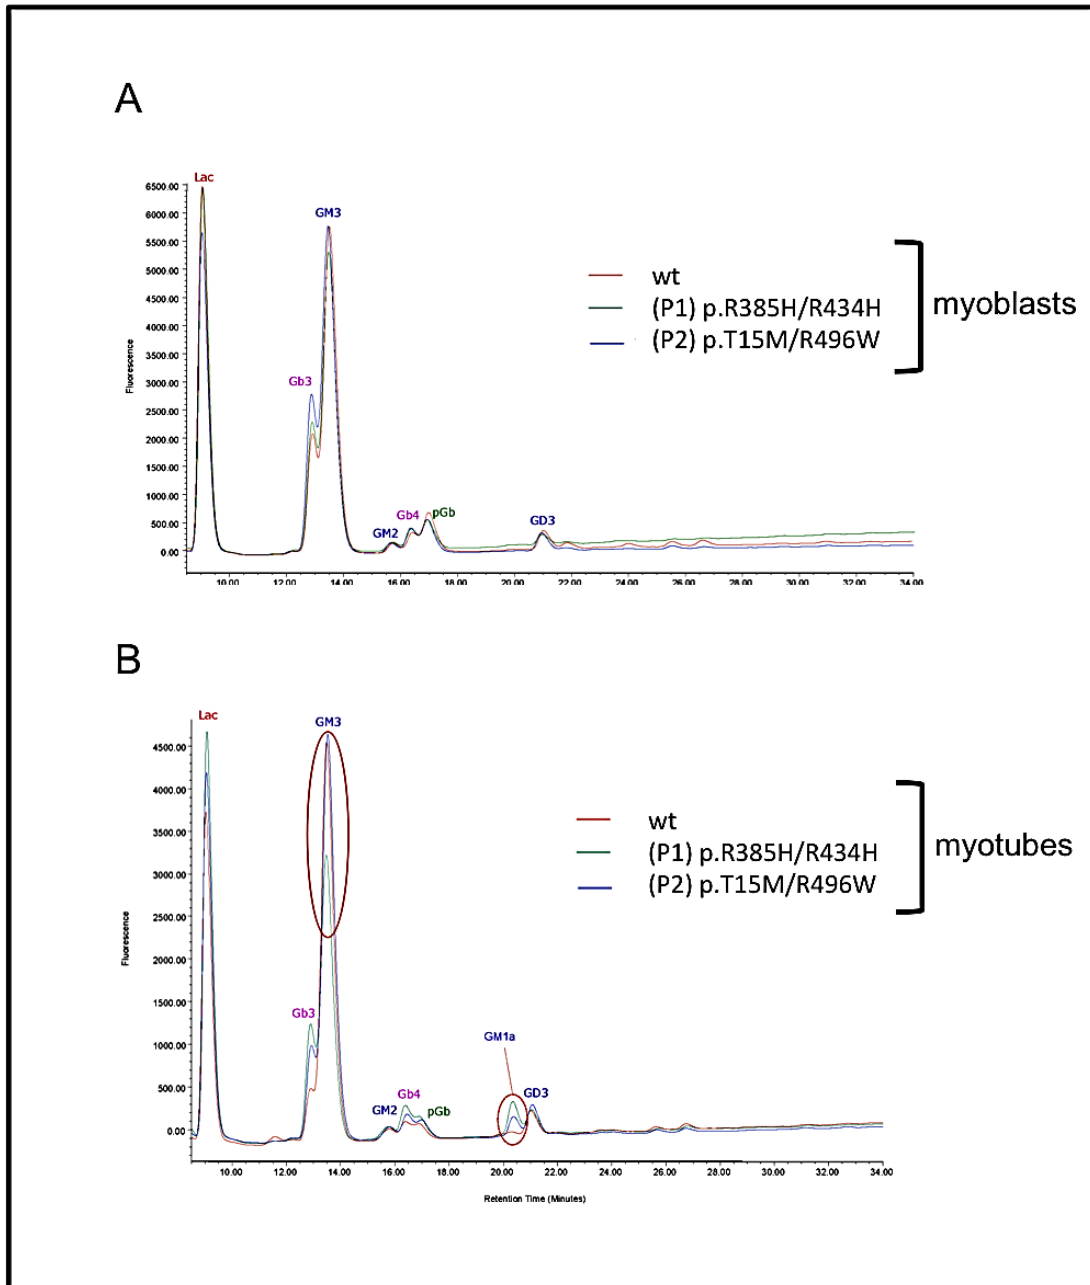 A
Lac
6500.00
6000.00
5500.00
5000.00
4500.00
4000.00
3500.00
3000.00
2500.00
2000.00
1500.00
1000.00
500.00
0.00
Fluorescence
GM3
Gb3
GM2
Gb4
pGb
GD3
10.00 12.00 14.00 16.00 18.00 20.00 22.00 24.00 26.00 28.00 30.00 32.00 34.00
wt
(P1) p.R385H/R434H
(P2) p.T15M/R496W
myoblasts
B
Lac
4500.00
4000.00
3500.00
3000.00
2500.00
2000.00
1500.00
1000.00
500.00
0.00
Fluorescence
GM3
Gb3
GM2
Gb4
pGb
GM1a
GD3
10.00 12.00 14.00 16.00 18.00 20.00 22.00 24.00 26.00 28.00 30.00 32.00 34.00
Retention Time (Minutes)
wt
(P1) p.R385H/R434H
(P2) p.T15M/R496W
myotubes